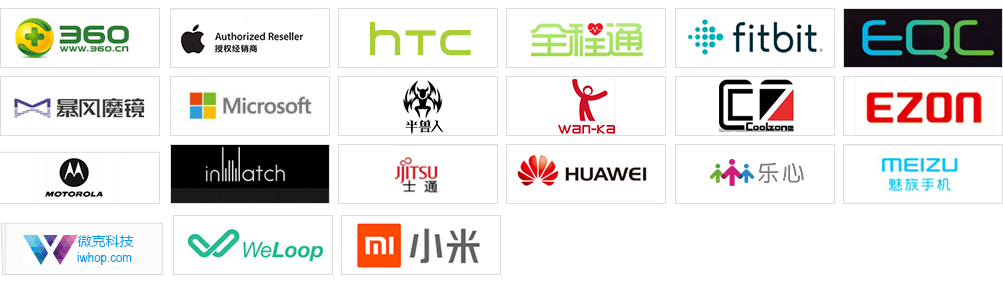 360
www.360.cn
Authorized Reseller
授权经销商
hTC
全程通
fitbit
EQC
暴风魔镜
Microsoft
半兽人
wan-ka
CZ
Coolzone
EZON
MOTOROLA
inWatch
JJiTSU
士通
HUAWEI
乐心
MEIZU
魅族手机
微克科技
iwhop.com
WeLoop
mi 小米